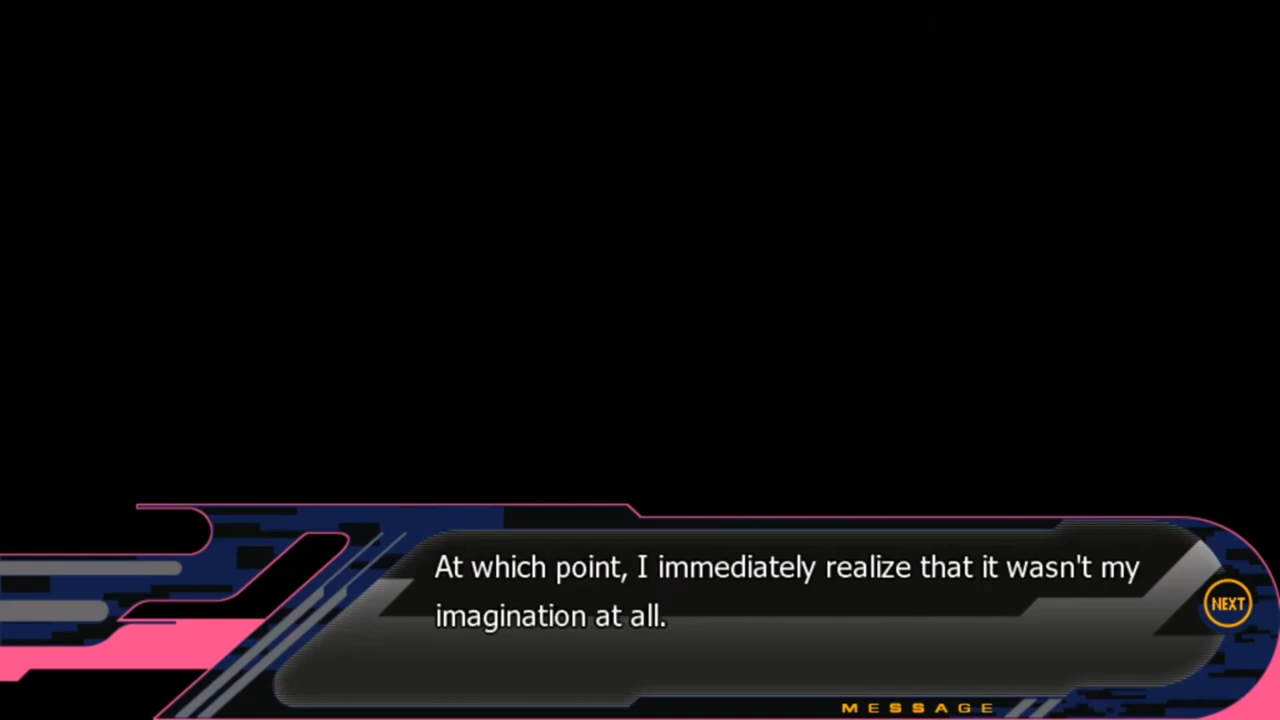 At which point, I immediately realize that it wasn't my
imagination at all.
NEXT
MESSAGE